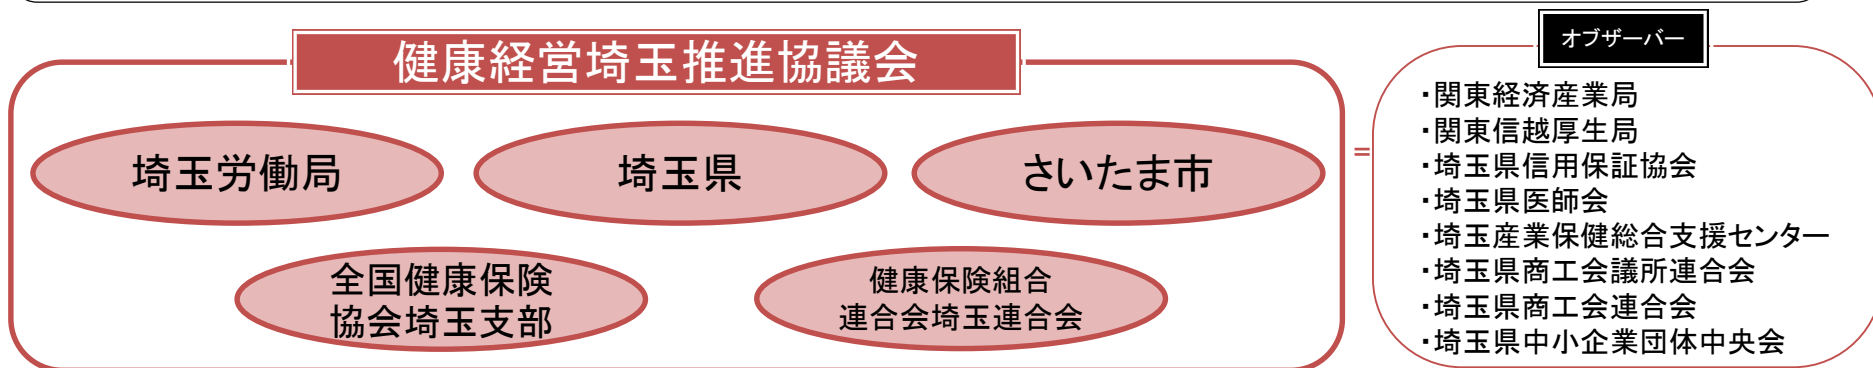 健康経営埼玉推進協議会
埼玉労働局
埼玉県
さいたま市
全国健康保険
協会埼玉支部
健康保険組合
連合会埼玉連合会
=
オブザーバー
・関東経済産業局
・関東信越厚生局
・埼玉県信用保証協会
・埼玉県医師会
・埼玉産業保健総合支援センター
・埼玉県商工会議所連合会
・埼玉県商工会連合会
・埼玉県中小企業団体中央会